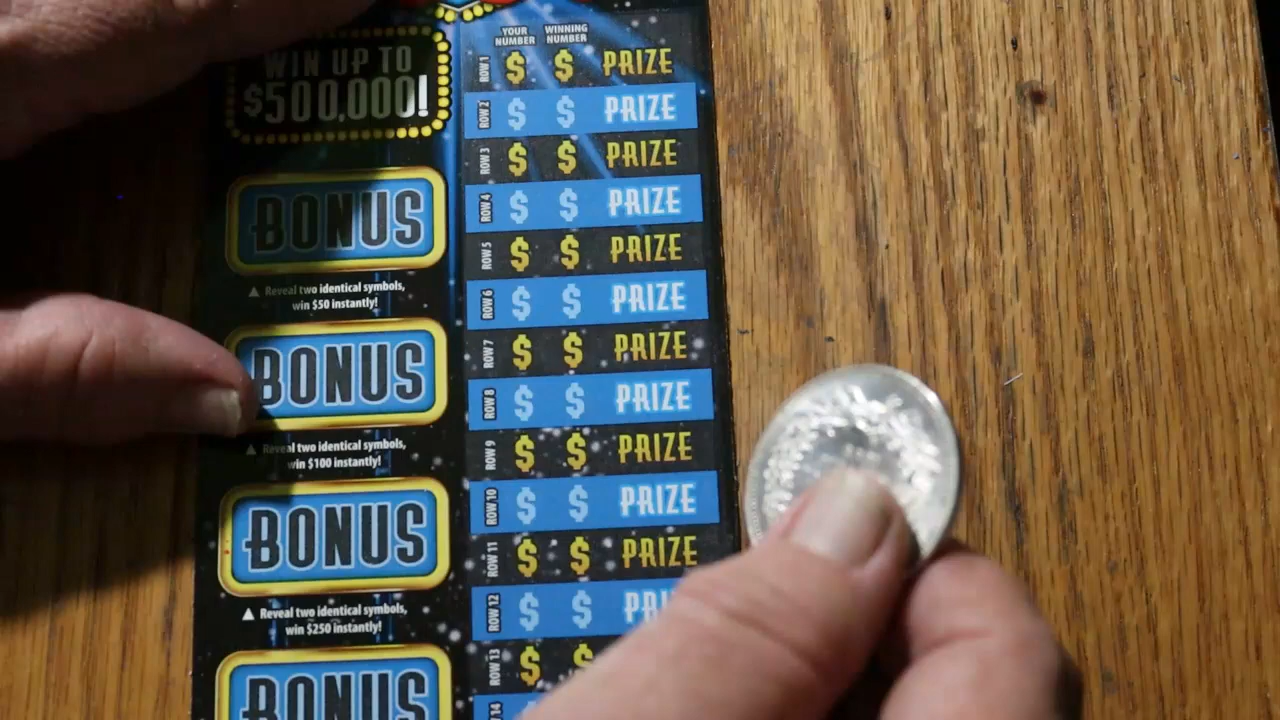 WIN UP TO
$500,000!
BONUS
▲ Reveal two identical symbols,
win $50 instantly!
BONUS
▲ Reveal two identical symbols,
win $100 instantly!
BONUS
▲ Reveal two identical symbols,
win $250 instantly!
BONUS
YOUR NUMBER WINNING NUMBER
ROW 1 $ $ PRIZE
ROW 2 $ $ PRIZE
ROW 3 $ $ PRIZE
ROW 4 $ $ PRIZE
ROW 5 $ $ PRIZE
ROW 6 $ $ PRIZE
ROW 7 $ $ PRIZE
ROW 8 $ $ PRIZE
ROW 9 $ $ PRIZE
ROW 10 $ $ PRIZE
ROW 11 $ $ PRIZE
ROW 12 $ $ PRI
ROW 13 $ $
14